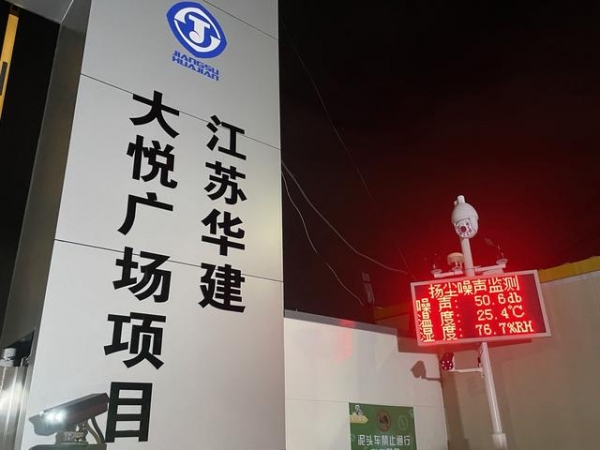 JIANGSU
HUAJIAN
江苏华建
大悦广场项目
扬尘噪声监测
噪声: 50.6db
温度: 25.4℃
湿度: 76.7%RH
泥头车禁止通行